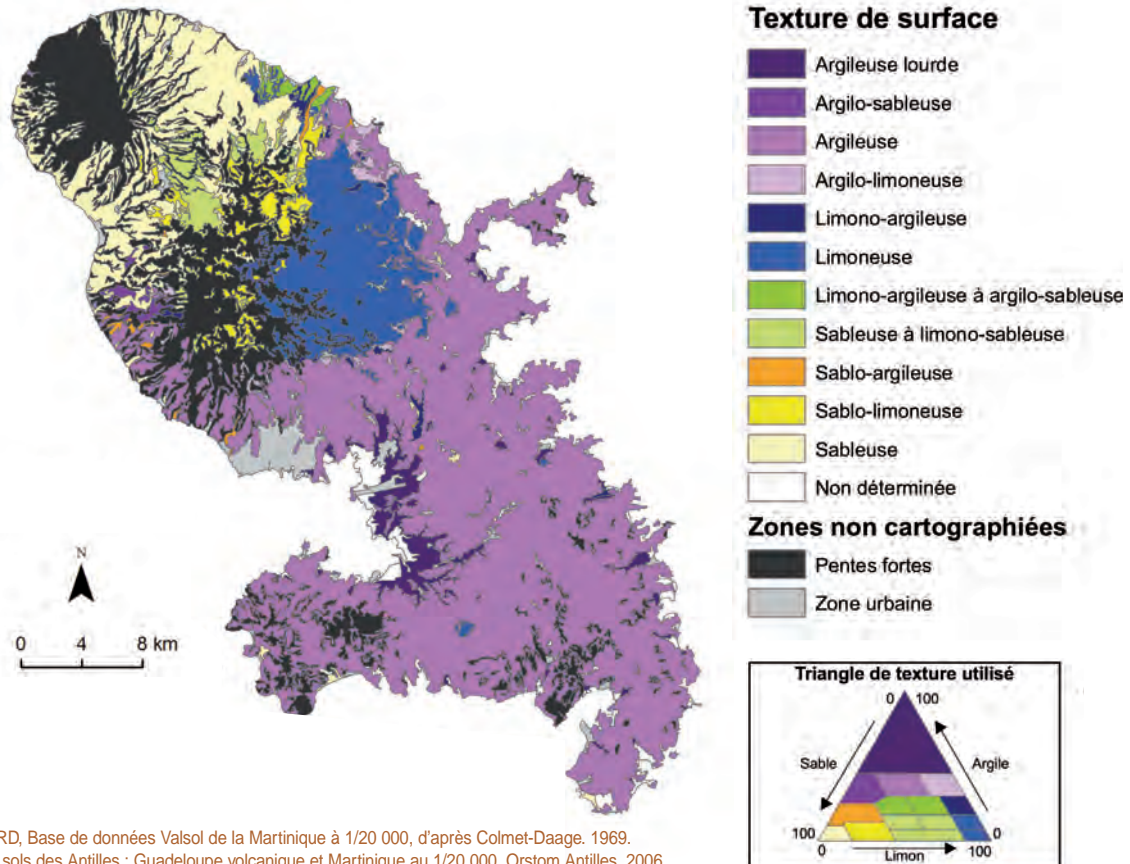 Texture de surface
Argileuse lourde
Argilo-sableuse
Argileuse
Argilo-limoneuse
Limono-argileuse
Limoneuse
Limono-argileuse à argilo-sableuse
Sableuse à limono-sableuse
Sablo-argileuse
Sablo-limoneuse
Sableuse
Non déterminée
Zones non cartographiées
Pentes fortes
Zone urbaine
N
0 4 8 km
Triangle de texture utilisé
0 100
Sable Argile
100 0
0 100
Limon
RD, Base de données Valsol de la Martinique à 1/20 000, d'après Colmet-Daage. 1969.
sols des Antilles : Guadeloupe volcanique et Martinique au 1/20 000. Orstom Antilles, 2006